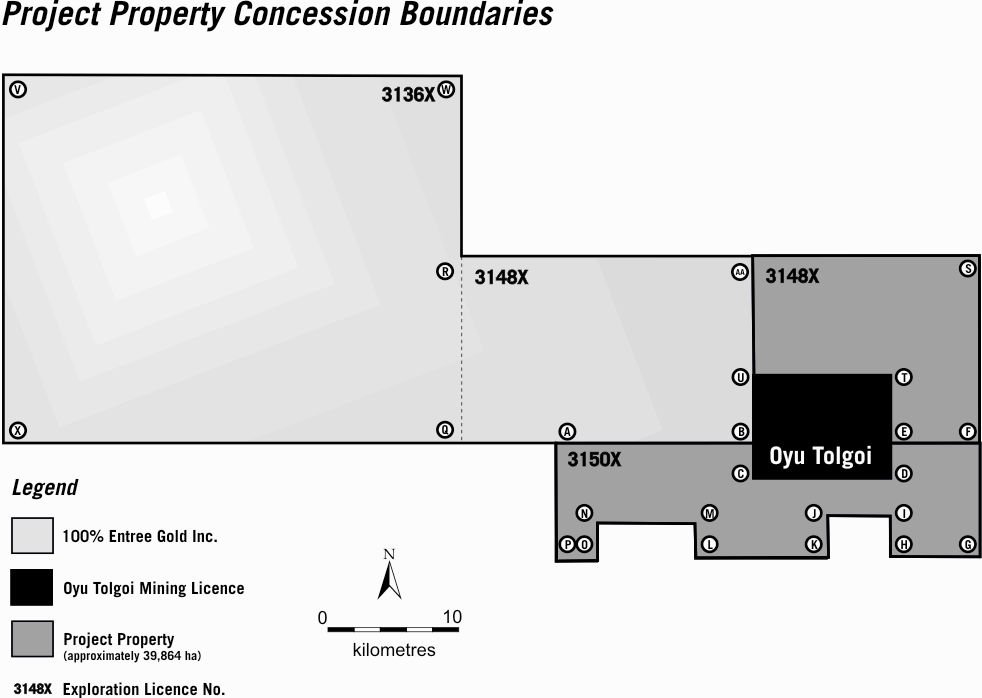 Project Property Concession Boundaries
V
3136X W
R
3148X
AA
3148X
S
U
T
X
Q
A
B
E
F
3150X
Oyu Tolgoi
C
D
N
M
J
I
P O
L
K
H
G
Legend
100% Entree Gold Inc.
Oyu Tolgoi Mining Licence
Project Property
(approximately 39,864 ha)
3148X Exploration Licence No.
N
0 10
kilometres